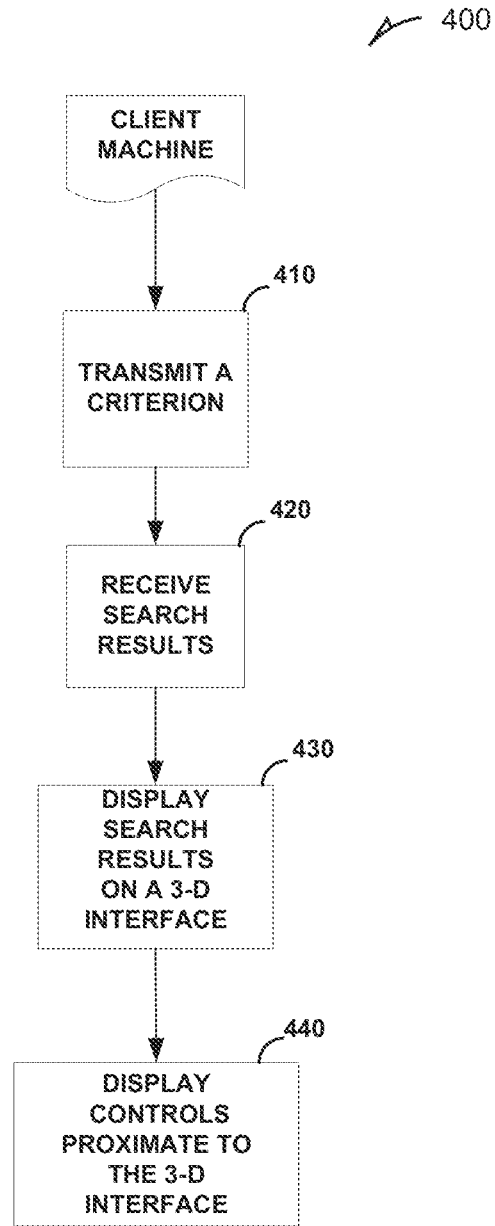 400
CLIENT
MACHINE
410
TRANSMIT A
CRITERION
420
RECEIVE
SEARCH
RESULTS
430
DISPLAY
SEARCH
RESULTS
ON A 3-D
INTERFACE
440
DISPLAY
CONTROLS
PROXIMATE TO
THE 3-D
INTERFACE